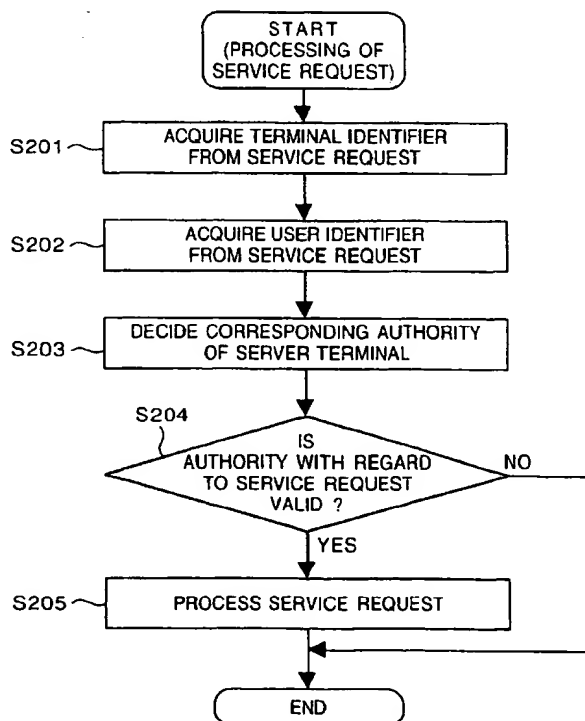 START
(PROCESSING OF
SERVICE REQUEST)
S201
ACQUIRE TERMINAL IDENTIFIER
FROM SERVICE REQUEST
S202
ACQUIRE USER IDENTIFIER
FROM SERVICE REQUEST
S203
DECIDE CORRESPONDING AUTHORITY
OF SERVER TERMINAL
S204
IS
AUTHORITY WITH REGARD
TO SERVICE REQUEST
VALID ?
NO
YES
S205
PROCESS SERVICE REQUEST
END